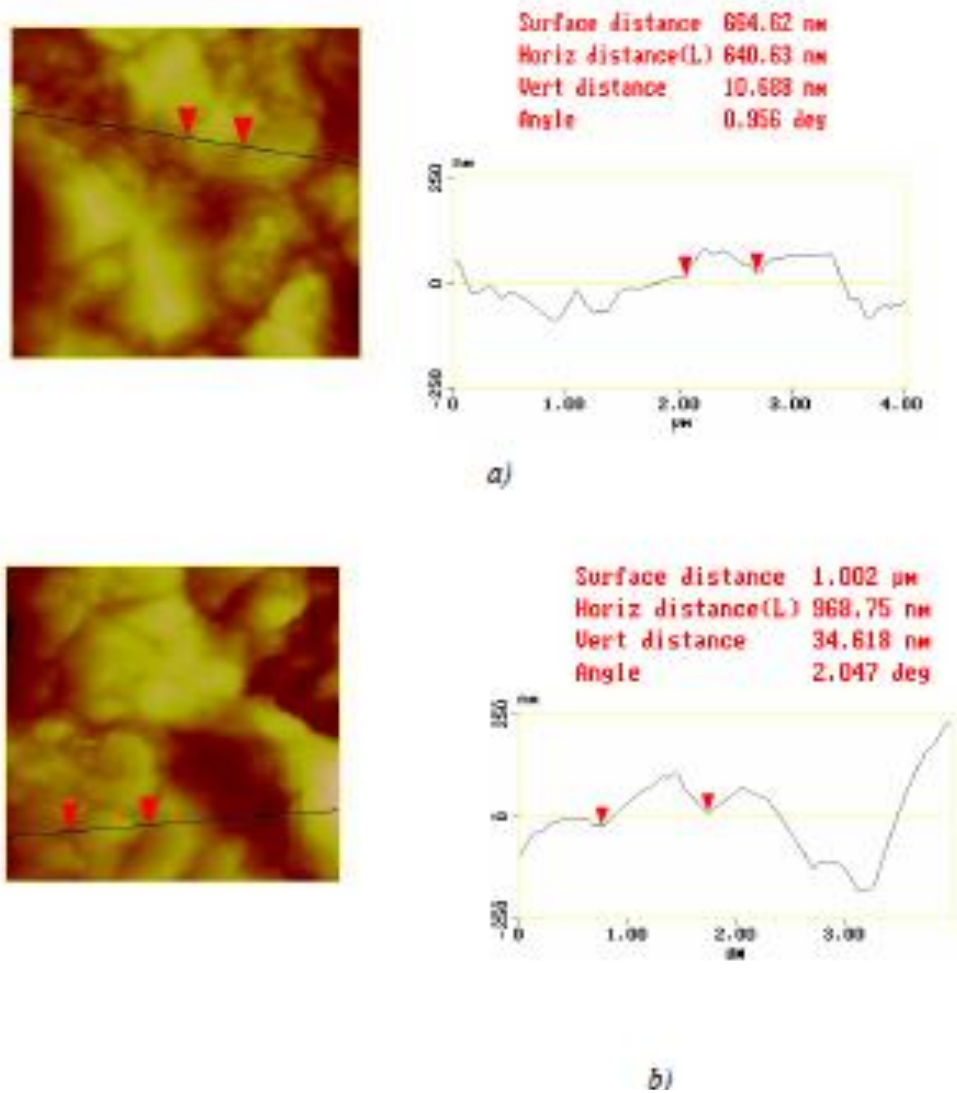 Surface distance 664.62 nm
Horiz distance(L) 640.63 nm
Vert distance 10.688 nm
Angle 0.956 deg
nm
250
0
-250
0 1.00 2.00 3.00 4.00
µm
a)
Surface distance 1.002 µm
Horiz distance(L) 968.75 nm
Vert distance 34.618 nm
Angle 2.047 deg
nm
0
0 1.00 2.00 3.00
b)